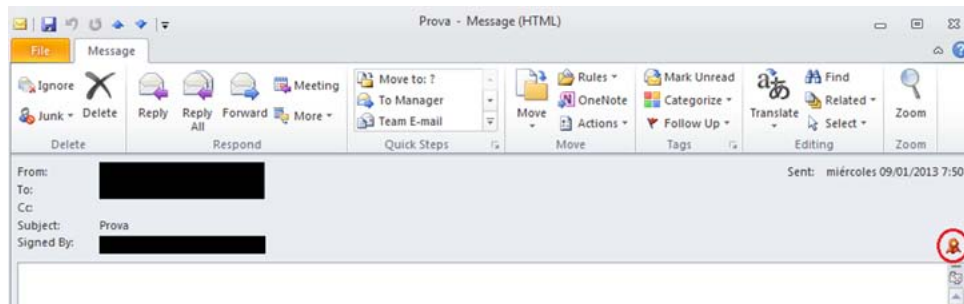 Prova - Message (HTML)
File Message
Ignore
Junk
Delete
Delete
Reply
Reply All
Forward
Meeting
More
Respond
Move to: ?
To Manager
Team E-mail
Quick Steps
Move
Rules
OneNote
Actions
Move
Mark Unread
Categorize
Follow Up
Tags
Translate
Find
Related
Select
Editing
Zoom
Zoom
From:
Sent: miércoles 09/01/2013 7:50
To:
Cc:
Subject: Prova
Signed By: